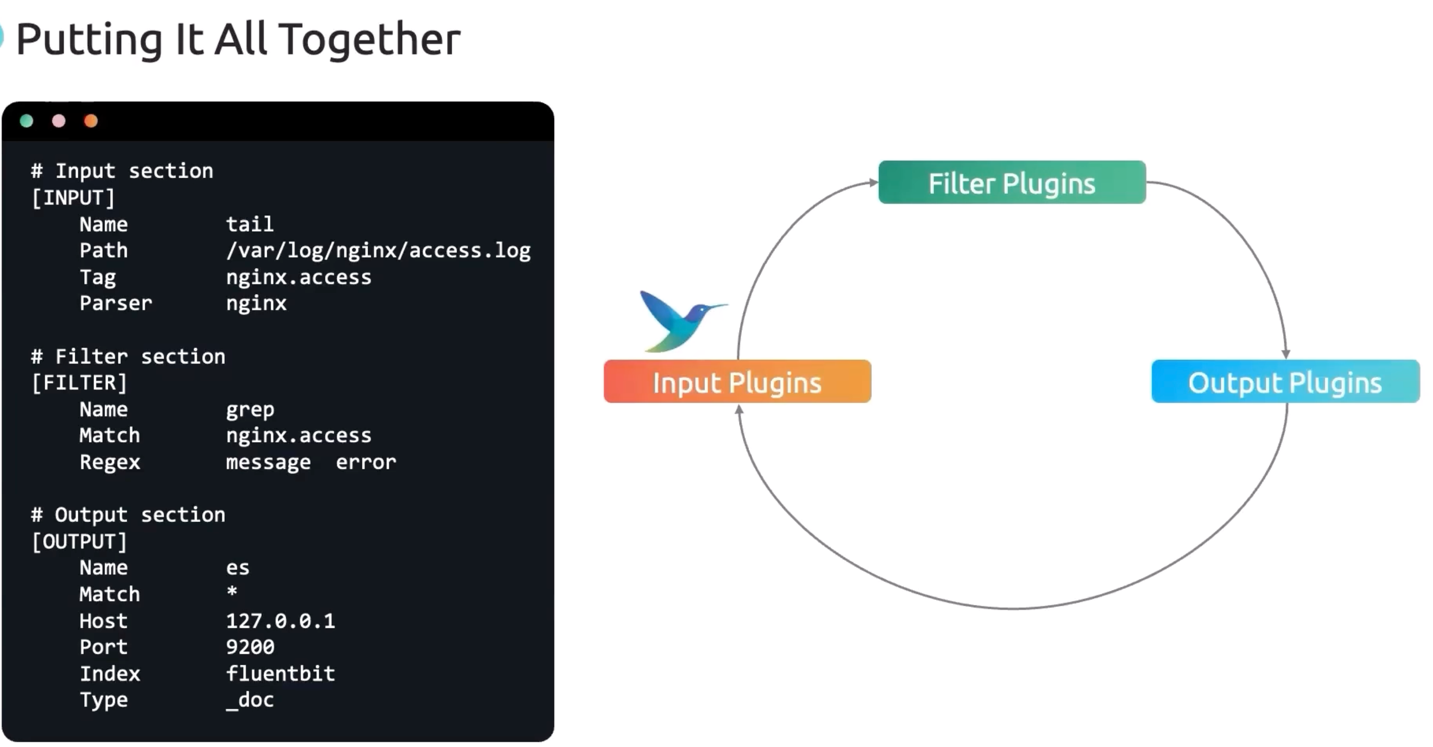 Putting It All Together
# Input section
[INPUT]
    Name        tail
    Path        /var/log/nginx/access.log
    Tag         nginx.access
    Parser      nginx
# Filter section
[FILTER]
    Name        grep
    Match       nginx.access
    Regex       message  error
# Output section
[OUTPUT]
    Name        es
    Match       *
    Host        127.0.0.1
    Port        9200
    Index       fluentbit
    Type        _doc
Filter Plugins
Input Plugins
Output Plugins